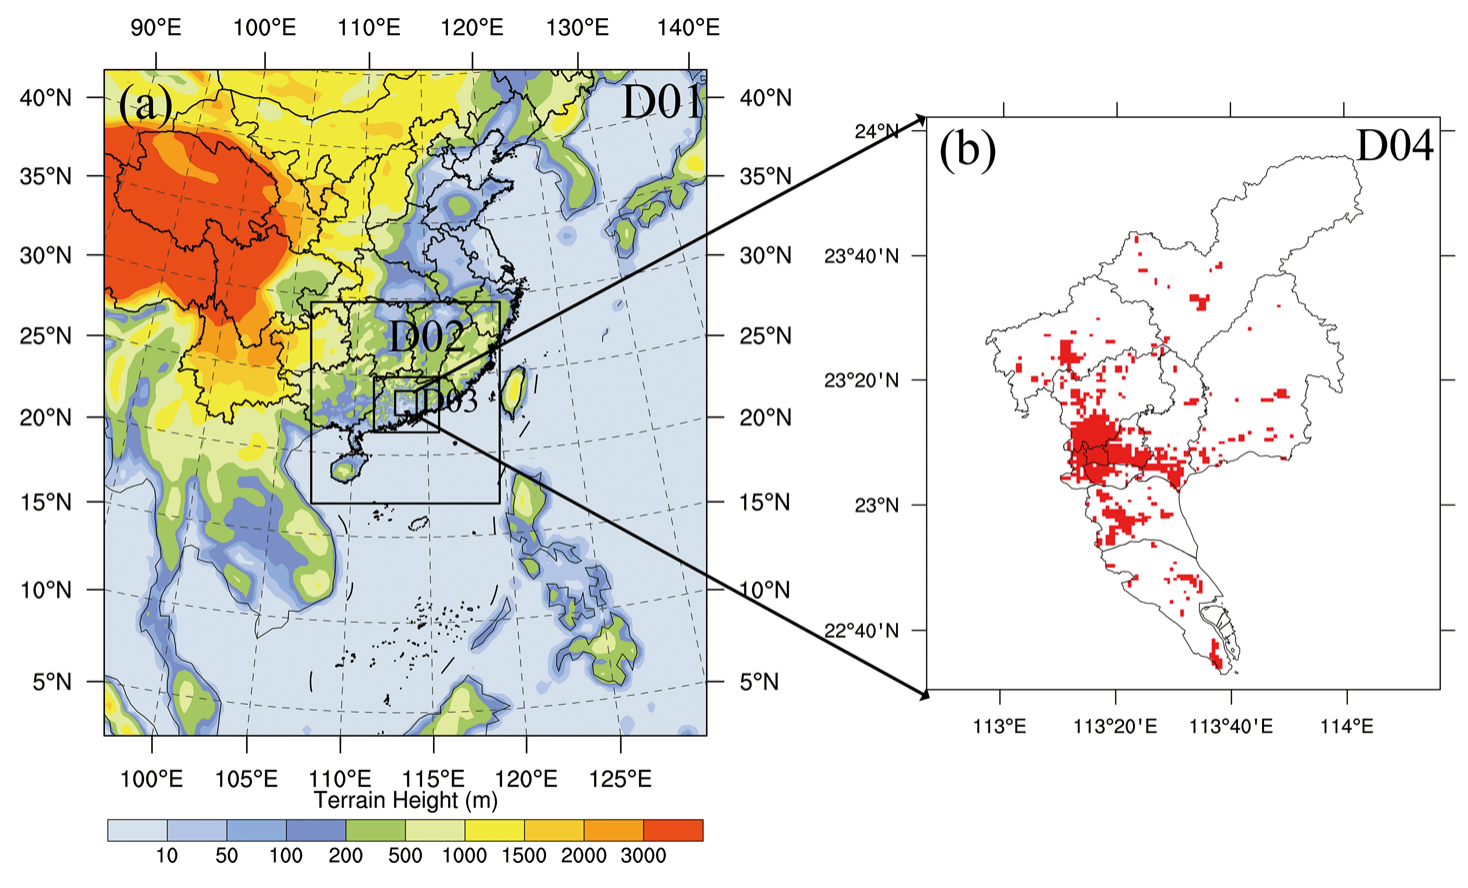 90°E 100°E 110°E 120°E 130°E 140°E
40°N (a) D01 40°N
35°N 35°N
30°N 30°N
25°N D02 25°N
20°N D03 20°N
15°N 15°N
10°N 10°N
5°N 5°N
100°E 105°E 110°E 115°E 120°E 125°E
Terrain Height (m)
10 50 100 200 500 1000 1500 2000 3000
24°N (b) D04
23°40'N
23°20'N
23°N
22°40'N
113°E 113°20'E 113°40'E 114°E